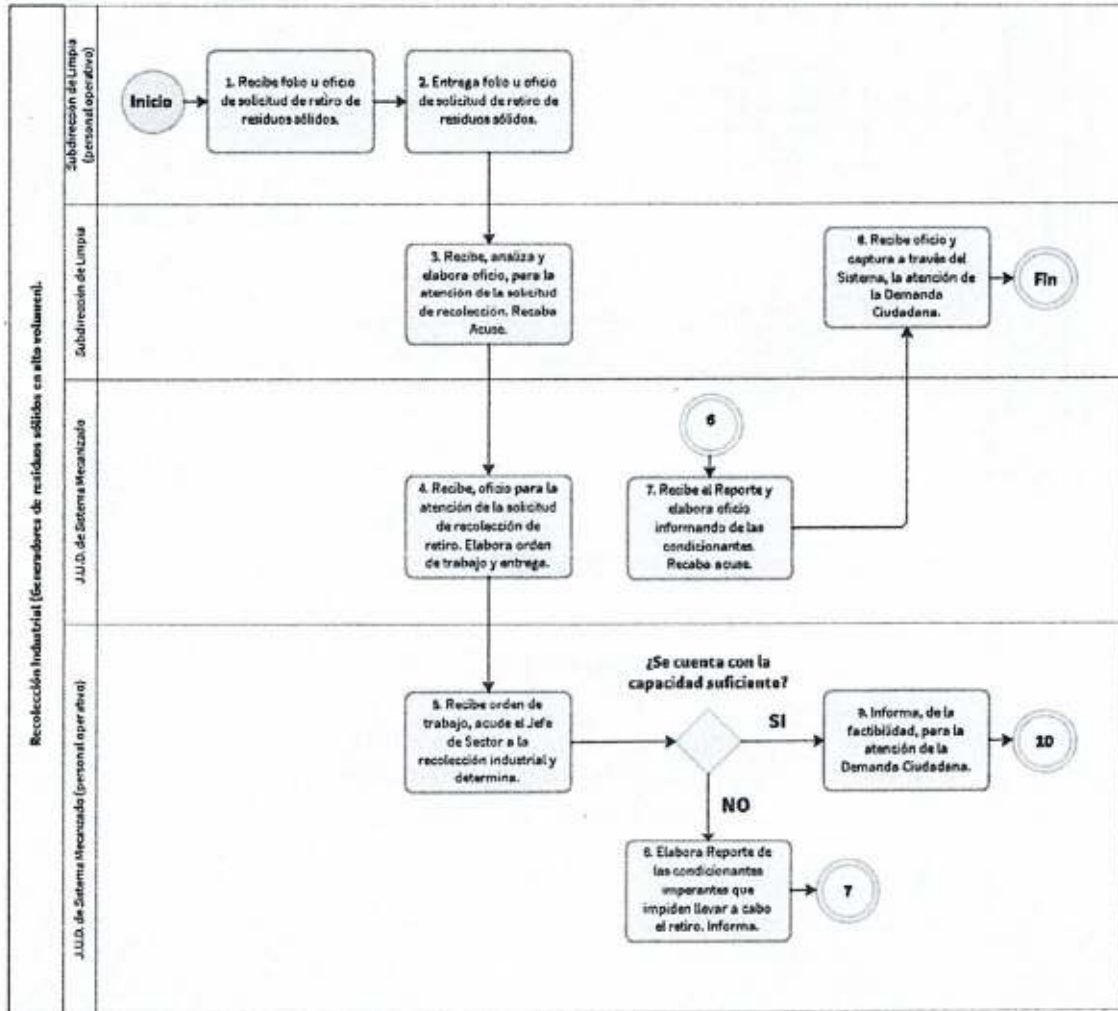 Recolección Industrial (Generadores de residuos sólidos en alto volumen).
Subdirección de Limpia
(personal operativo)
Inicio
1. Recibe folio u oficio
de solicitud de retiro de
residuos sólidos.
2. Entrega folio u oficio
de solicitud de retiro de
residuos sólidos.
Subdirección de Limpia
3. Recibe, analiza y
elabora oficio, para la
atención de la solicitud
de recolección. Recaba
Acuse.
8. Recibe oficio y
captura a través del
Sistema, la atención de
la Demanda
Ciudadana.
Fin
J.U.D. de Sistema Mecanizado
4. Recibe, oficio para la
atención de la solicitud
de recolección de
retiro. Elabora orden
de trabajo y entrega.
6
7. Recibe el Reporte y
elabora oficio
informando de las
condicionantes.
Recaba acuse.
J.U.D. de Sistema Mecanizado (personal operativo)
5. Recibe orden de
trabajo, acude el Jefe
de Sector a la
recolección industrial y
determina.
¿Se cuenta con la
capacidad suficiente?
SI
NO
9. Informa, de la
factibilidad, para la
atención de la
Demanda Ciudadana.
10
6. Elabora Reporte de
las condicionantes
imperantes que
impiden llevar a cabo
el retiro. Informa.
7